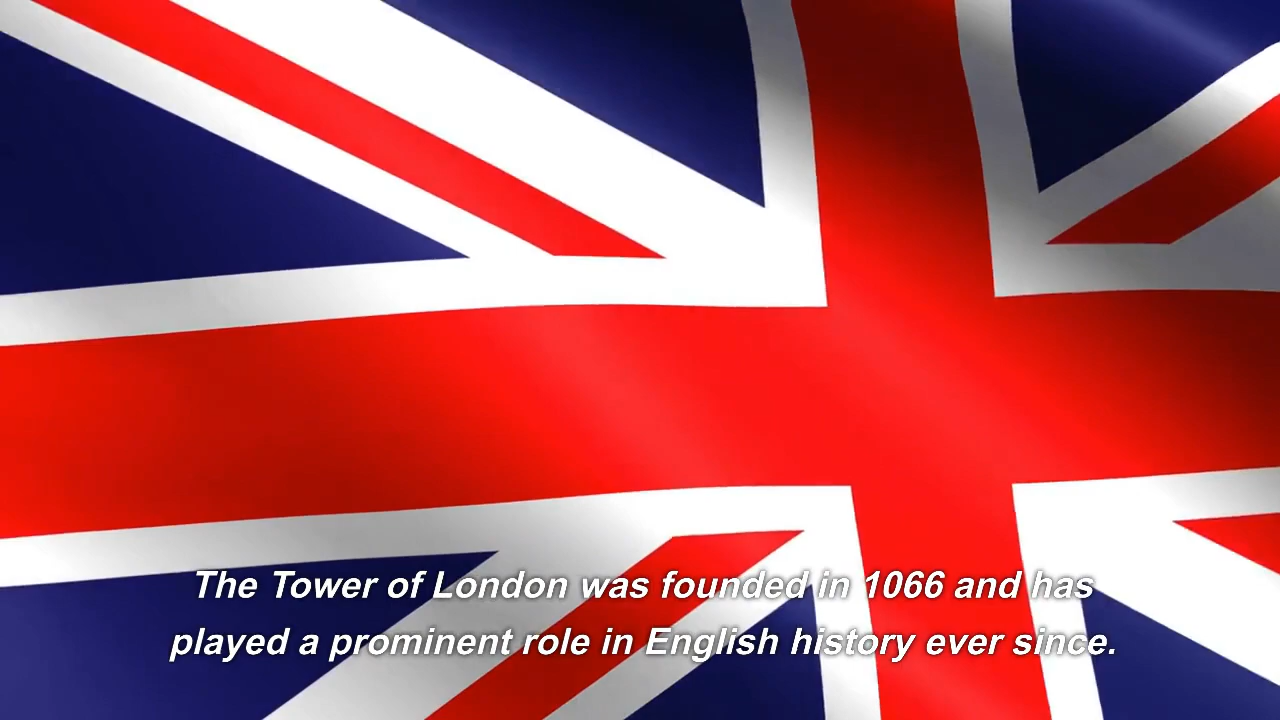 The Tower of London was founded in 1066 and has
played a prominent role in English history ever since.